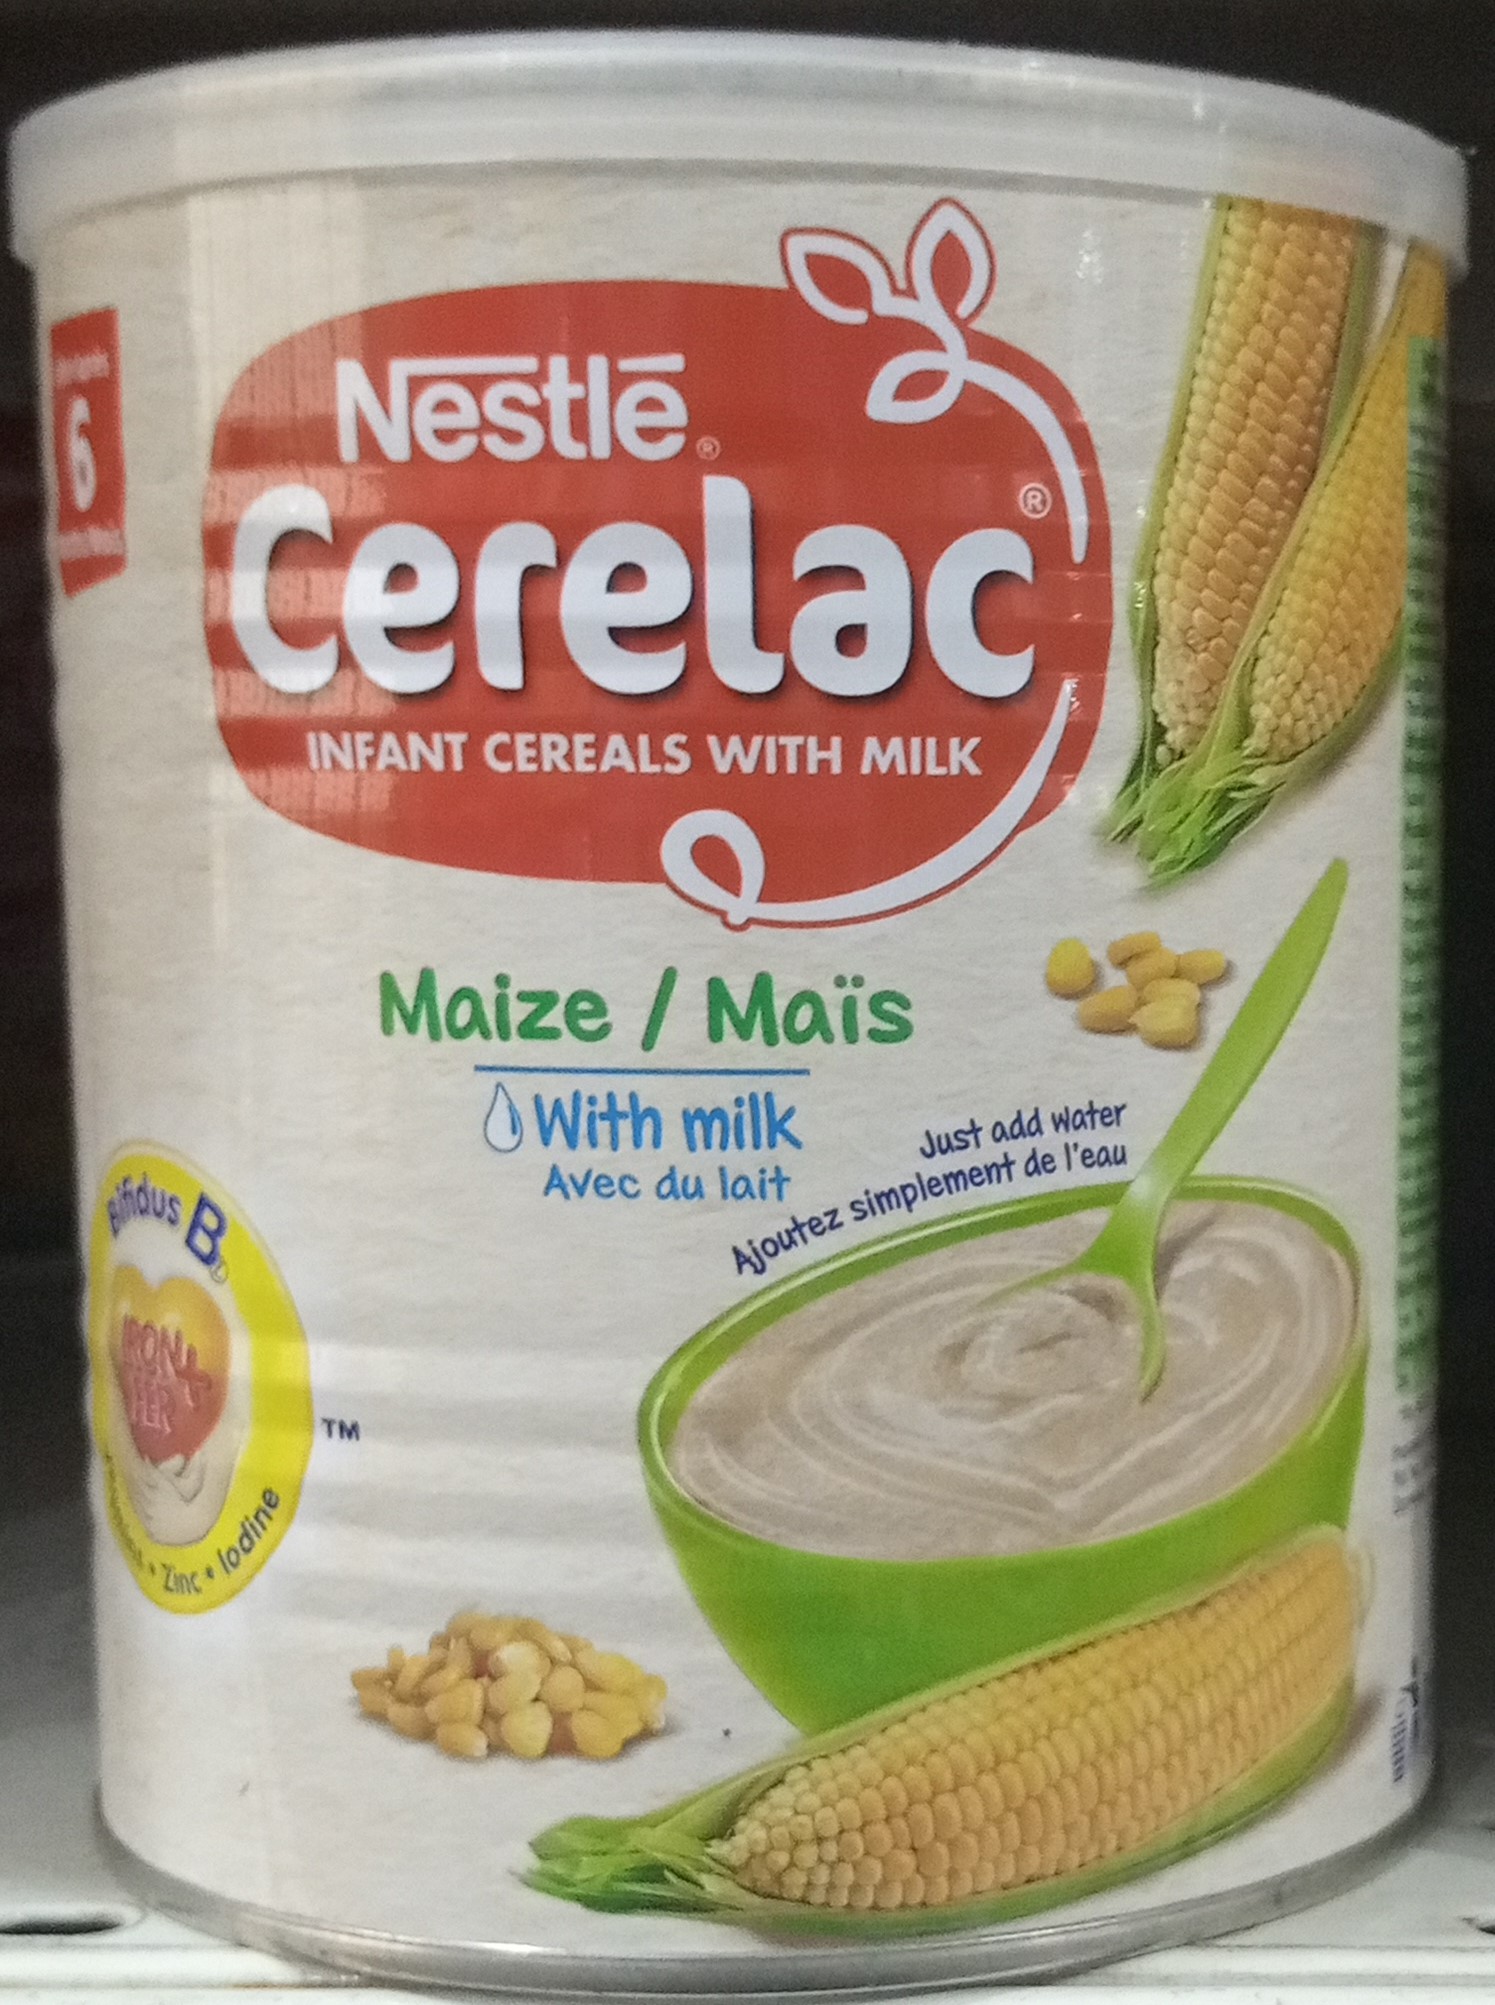 6
Nestlé®
Cerelac®
INFANT CEREALS WITH MILK
Maize / Maïs
With milk
Avec du lait
Just add water
Ajoutez simplement de l'eau
Bifidus BL
IRON+
FER
TM
• Zinc • Iodine